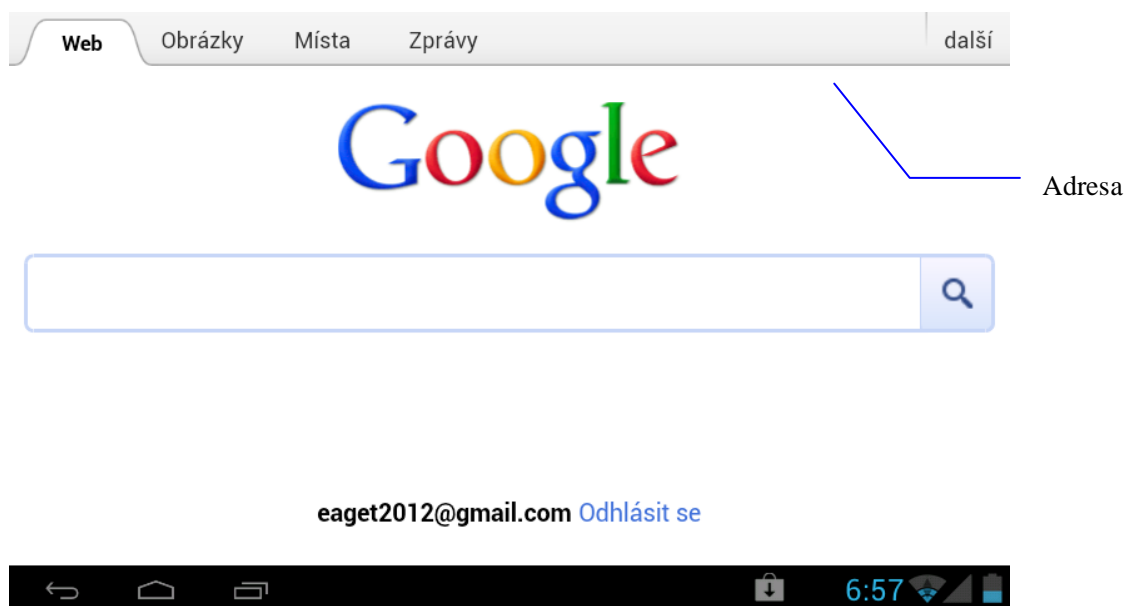 Web Obrázky Místa Zprávy další
Google
Adresa
eaget2012@gmail.com Odhlásit se
6:57